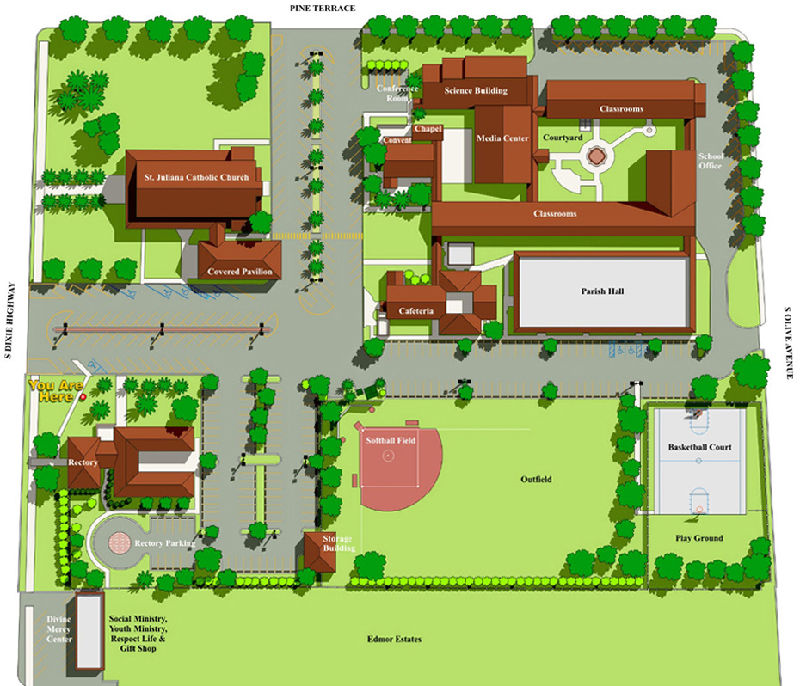 PINE TERRACE
Conference
Room
Science Building
Classrooms
Chapel
Convent
Media Center
Courtyard
School
Office
St. Juliana Catholic Church
Classrooms
Covered Pavilion
Parish Hall
Cafeteria
S DIXIE HIGHWAY
S OLIVE AVENUE
You Are
Here
Softball Field
Basketball Court
Rectory
Outfield
Rectory Parking
Storage
Building
Play Ground
Divine
Mercy
Center
Social Ministry,
Youth Ministry,
Respect Life &
Gift Shop
Edmor Estates